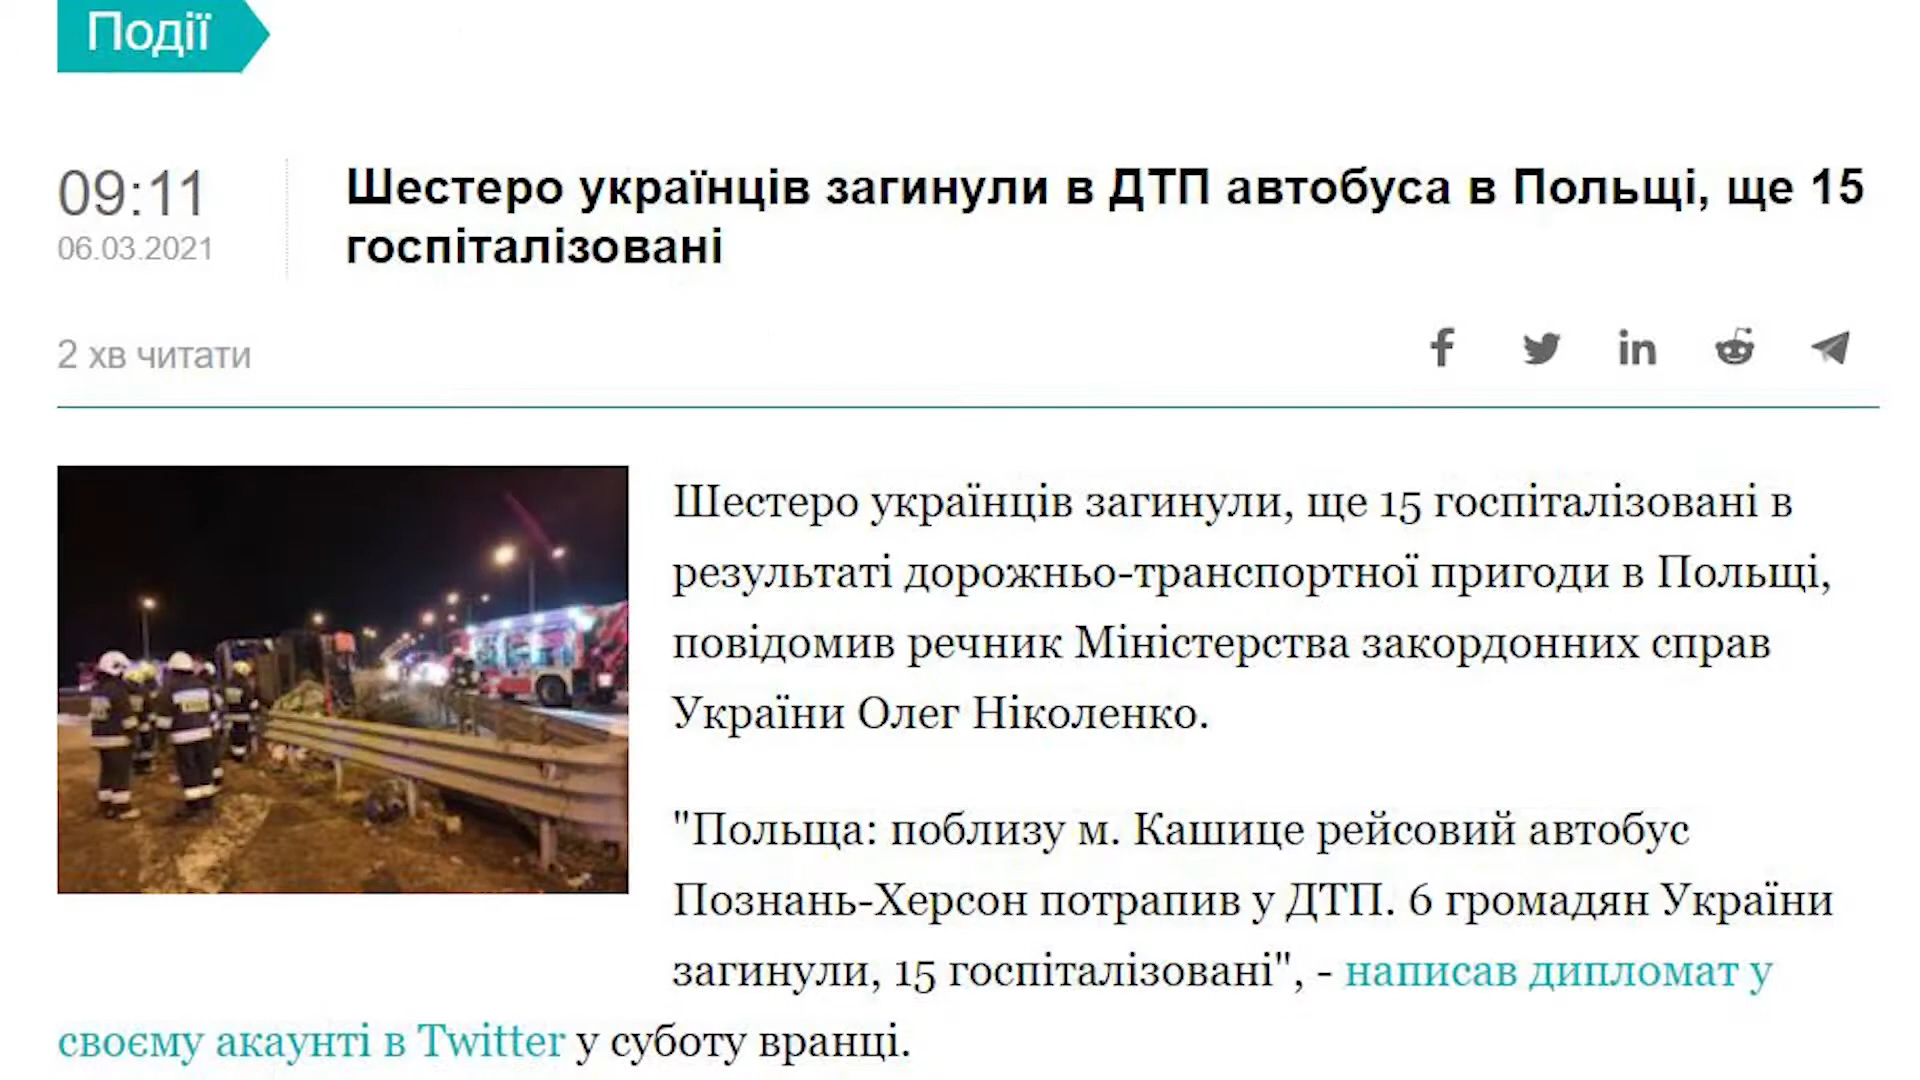 Події
09:11
06.03.2021
Шестеро українців загинули в ДТП автобуса в Польщі, ще 15
госпіталізовані
2 хв читати
Шестеро українців загинули, ще 15 госпіталізовані в
результаті дорожньо-транспортної пригоди в Польщі,
повідомив речник Міністерства закордонних справ
України Олег Ніколенко.
"Польща: поблизу м. Кашице рейсовий автобус
Познань-Херсон потрапив у ДТП. 6 громадян України
загинули, 15 госпіталізовані", - написав дипломат у
своєму акаунті в Twitter у суботу вранці.